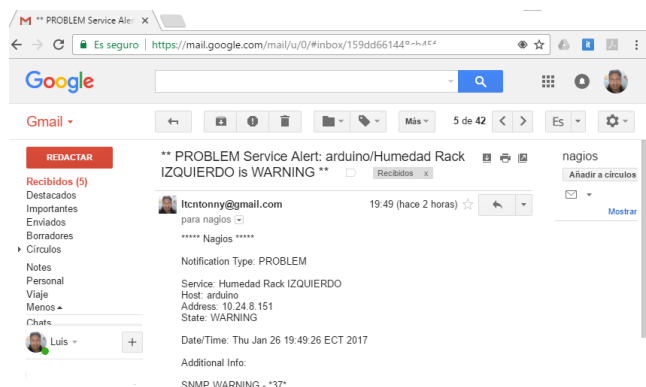 ** PROBLEM Service Aler
Es seguro | https://mail.google.com/mail/u/0/#inbox/159dd66144
Google
Gmail
Más
5 de 42
Es
REDACTAR
Recibidos (5)
Destacados
Importantes
Enviados
Borradores
Círculos
Notes
Personal
Viaje
Menos
Chats
Luis
** PROBLEM Service Alert: arduino/Humedad Rack
IZQUIERDO is WARNING **
Recibidos x
ltcntonny@gmail.com
19:49 (hace 2 horas)
para nagios
***** Nagios *****
Notification Type: PROBLEM
Service: Humedad Rack IZQUIERDO
Host: arduino
Address: 10.24.8.151
State: WARNING
Date/Time: Thu Jan 26 19:49:26 ECT 2017
Additional Info:
SNMP WARNING - *37*
nagios
Añadir a círculos
Mostrar